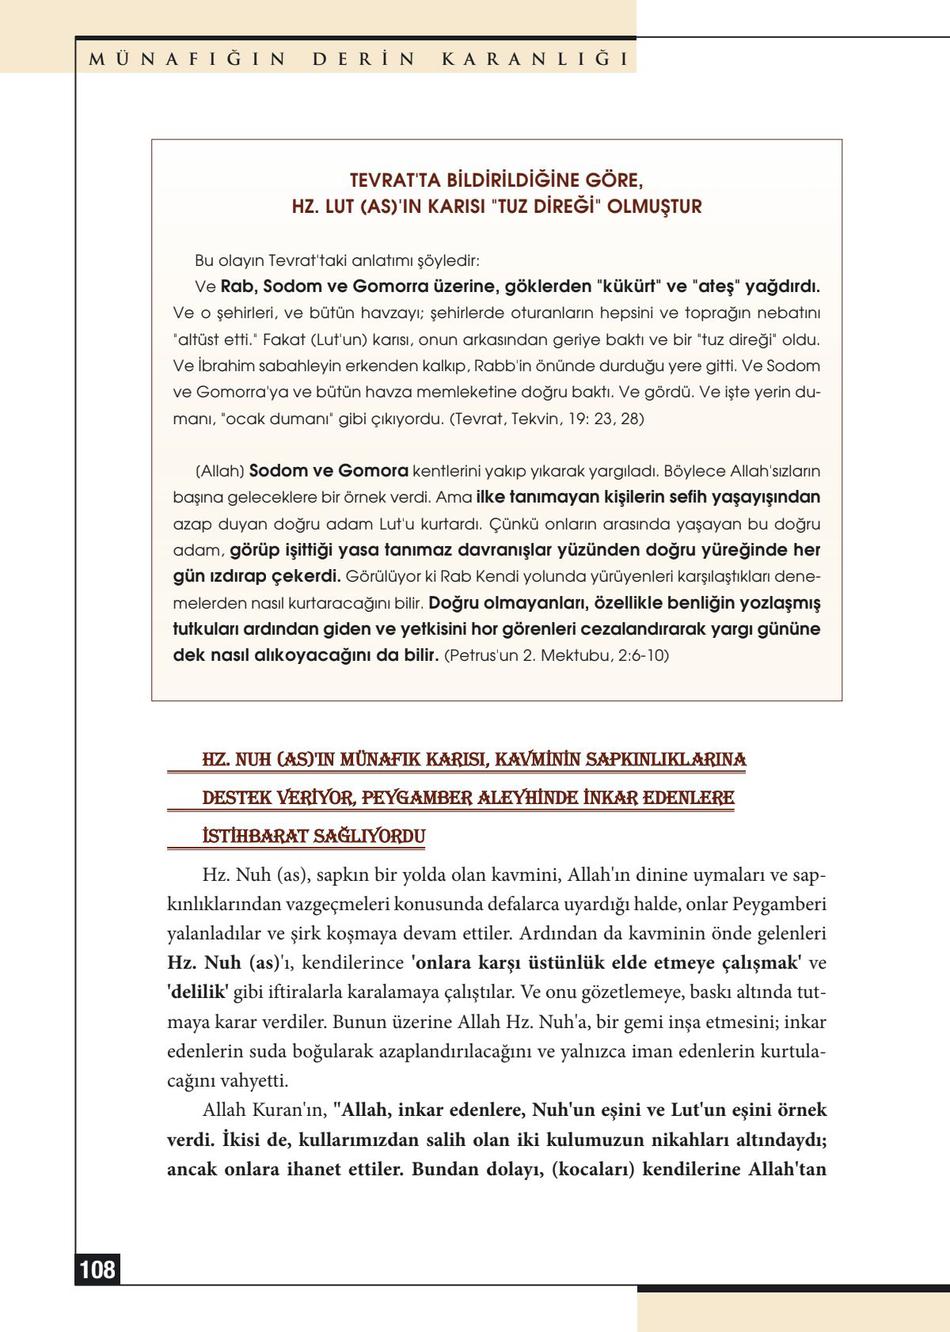 MÜNAFIĞIN DERİN KARANLIĞI
TEVRAT'TA BİLDİRİLDİĞİNE GÖRE,
HZ. LUT (AS)'IN KARISI "TUZ DİREĞİ" OLMUŞTUR
Bu olayın Tevrat'taki anlatımı şöyledir:
Ve Rab, Sodom ve Gomorra üzerine, göklerden "kükürt" ve "ateş" yağdırdı.
Ve o şehirleri, ve bütün havzayı; şehirlerde oturanların hepsini ve toprağın nebatını
"altüst etti." Fakat (Lut'un) karısı, onun arkasından geriye baktı ve bir "tuz direği" oldu.
Ve İbrahim sabahleyin erkenden kalkıp, Rabb'in önünde durduğu yere gitti. Ve Sodom
ve Gomorra'ya ve bütün havza memleketine doğru baktı. Ve gördü. Ve işte yerin du-
manı, "ocak dumanı" gibi çıkıyordu. (Tevrat, Tekvin, 19: 23, 28)
(Allah) Sodom ve Gomora kentlerini yakıp yıkarak yargıladı. Böylece Allah'sızların
başına geleceklere bir örnek verdi. Ama ilke tanımayan kişilerin sefih yaşayışından
azap duyan doğru adam Lut'u kurtardı. Çünkü onların arasında yaşayan bu doğru
adam, görüp işittiği yasa tanımaz davranışlar yüzünden doğru yüreğinde her
gün ızdırap çekerdi. Görülüyor ki Rab Kendi yolunda yürüyenleri karşılaştıkları dene-
melerden nasıl kurtaracağını bilir. Doğru olmayanları, özellikle benliğin yozlaşmış
tutkuları ardından giden ve yetkisini hor görenleri cezalandırarak yargı gününe
dek nasıl alıkoyacağını da bilir. (Petrus'un 2. Mektubu, 2:6-10)
HZ. NUH (AS)'IN MÜNAFIK KARISI, KAVMİNİN SAPKINLIKLARINA
DESTEK VERİYOR, PEYGAMBER ALEYHİNDE İNKAR EDENLERE
İSTİHBARAT SAĞLIYORDU
Hz. Nuh (as), sapkın bir yolda olan kavmini, Allah'ın dinine uymaları ve sap-
kınlıklarından vazgeçmeleri konusunda defalarca uyardığı halde, onlar Peygamberi
yalanladılar ve şirk koşmaya devam ettiler. Ardından da kavminin önde gelenleri
Hz. Nuh (as)'ı, kendilerince 'onlara karşı üstünlük elde etmeye çalışmak' ve
'delilik' gibi iftiralarla karalamaya çalıştılar. Ve onu gözetlemeye, baskı altında tut-
maya karar verdiler. Bunun üzerine Allah Hz. Nuh'a, bir gemi inşa etmesini; inkar
edenlerin suda boğularak azaplandırılacağını ve yalnızca iman edenlerin kurtula-
cağını vahyetti.
Allah Kuran'ın, "Allah, inkar edenlere, Nuh'un eşini ve Lut'un eşini örnek
verdi. İkisi de, kullarımızdan salih olan iki kulumuzun nikahları altındaydı;
ancak onlara ihanet ettiler. Bundan dolayı, (kocaları) kendilerine Allah'tan
108